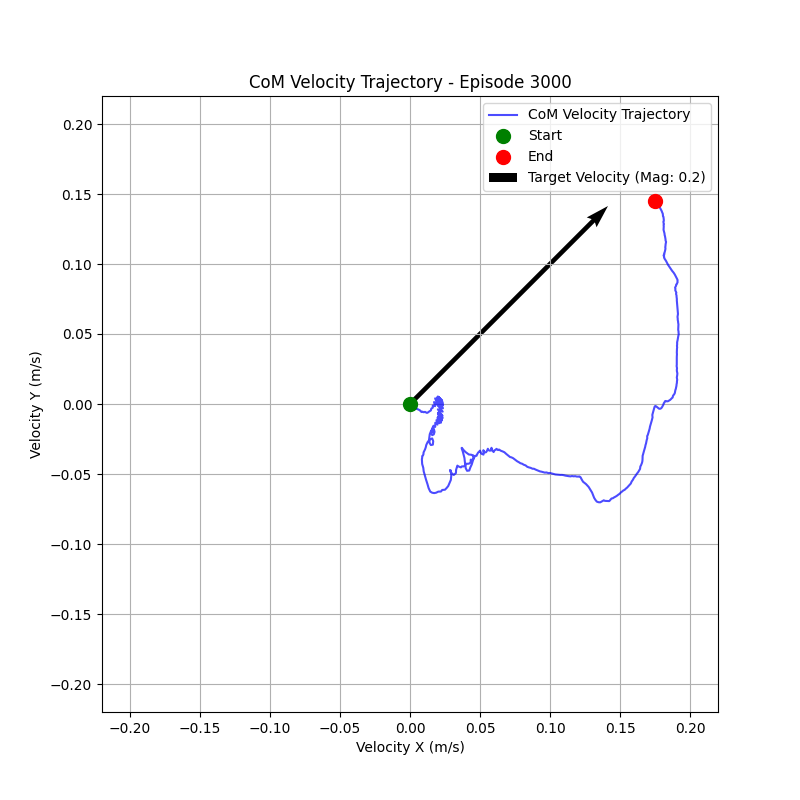 CoM Velocity Trajectory - Episode 3000
CoM Velocity Trajectory
Start
End
Target Velocity (Mag: 0.2)
0.20
0.15
0.10
0.05
0.00
−0.05
−0.10
−0.15
−0.20
Velocity Y (m/s)
−0.20 −0.15 −0.10 −0.05 0.00 0.05 0.10 0.15 0.20
Velocity X (m/s)